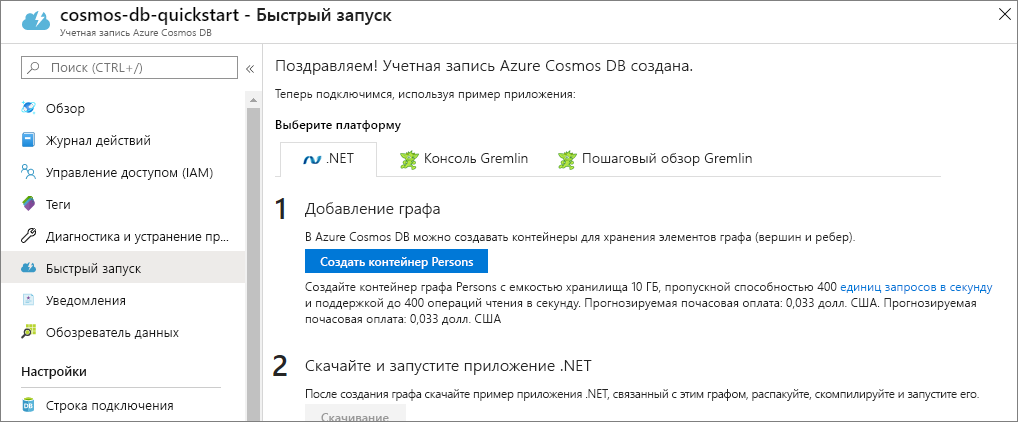 cosmos-db-quickstart - Быстрый запуск
Учетная запись Azure Cosmos DB
Поиск (CTRL+/)
«
Обзор
Журнал действий
Управление доступом (IAM)
Теги
Диагностика и устранение пр...
Быстрый запуск
Уведомления
Обозреватель данных
Настройки
DB
Строка подключения
Поздравляем! Учетная запись Azure Cosmos DB создана.
Теперь подключимся, используя пример приложения:
Выберите платформу
.NET
Консоль Gremlin
Пошаговый обзор Gremlin
1 Добавление графа
В Azure Cosmos DB можно создавать контейнеры для хранения элементов графа (вершин и ребер).
Создать контейнер Persons
Создайте контейнер графа Persons с емкостью хранилища 10 ГБ, пропускной способностью 400 единиц запросов в секунду
и поддержкой до 400 операций чтения в секунду. Прогнозируемая почасовая оплата: 0,033 долл. США. Прогнозируемая
почасовая оплата: 0,033 долл. США
2 Скачайте и запустите приложение .NET
После создания графа скачайте пример приложения .NET, связанный с этим графом, распакуйте, скомпилируйте и запустите его.
Скачивание